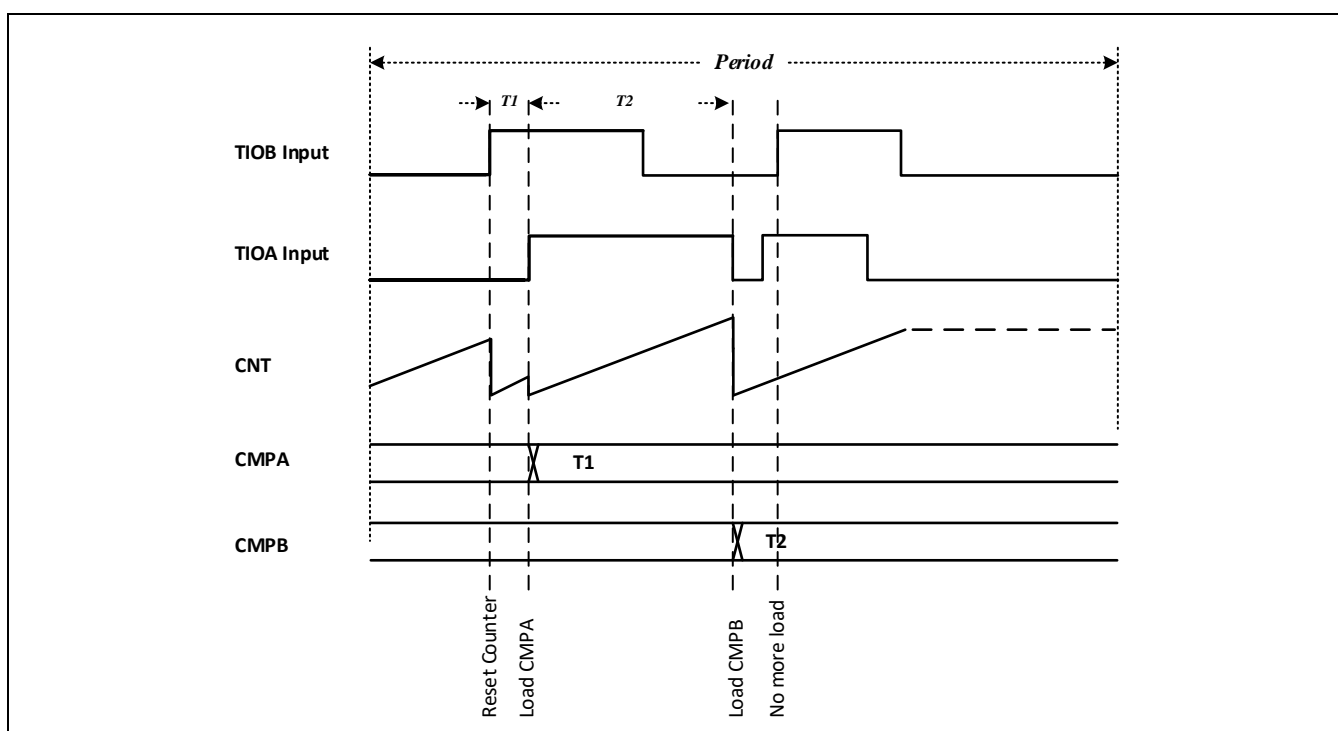 Period
T1
T2
TIOB Input
TIOA Input
CNT
CMPA
T1
CMPB
T2
Reset Counter
Load CMPA
Load CMPB
No more load